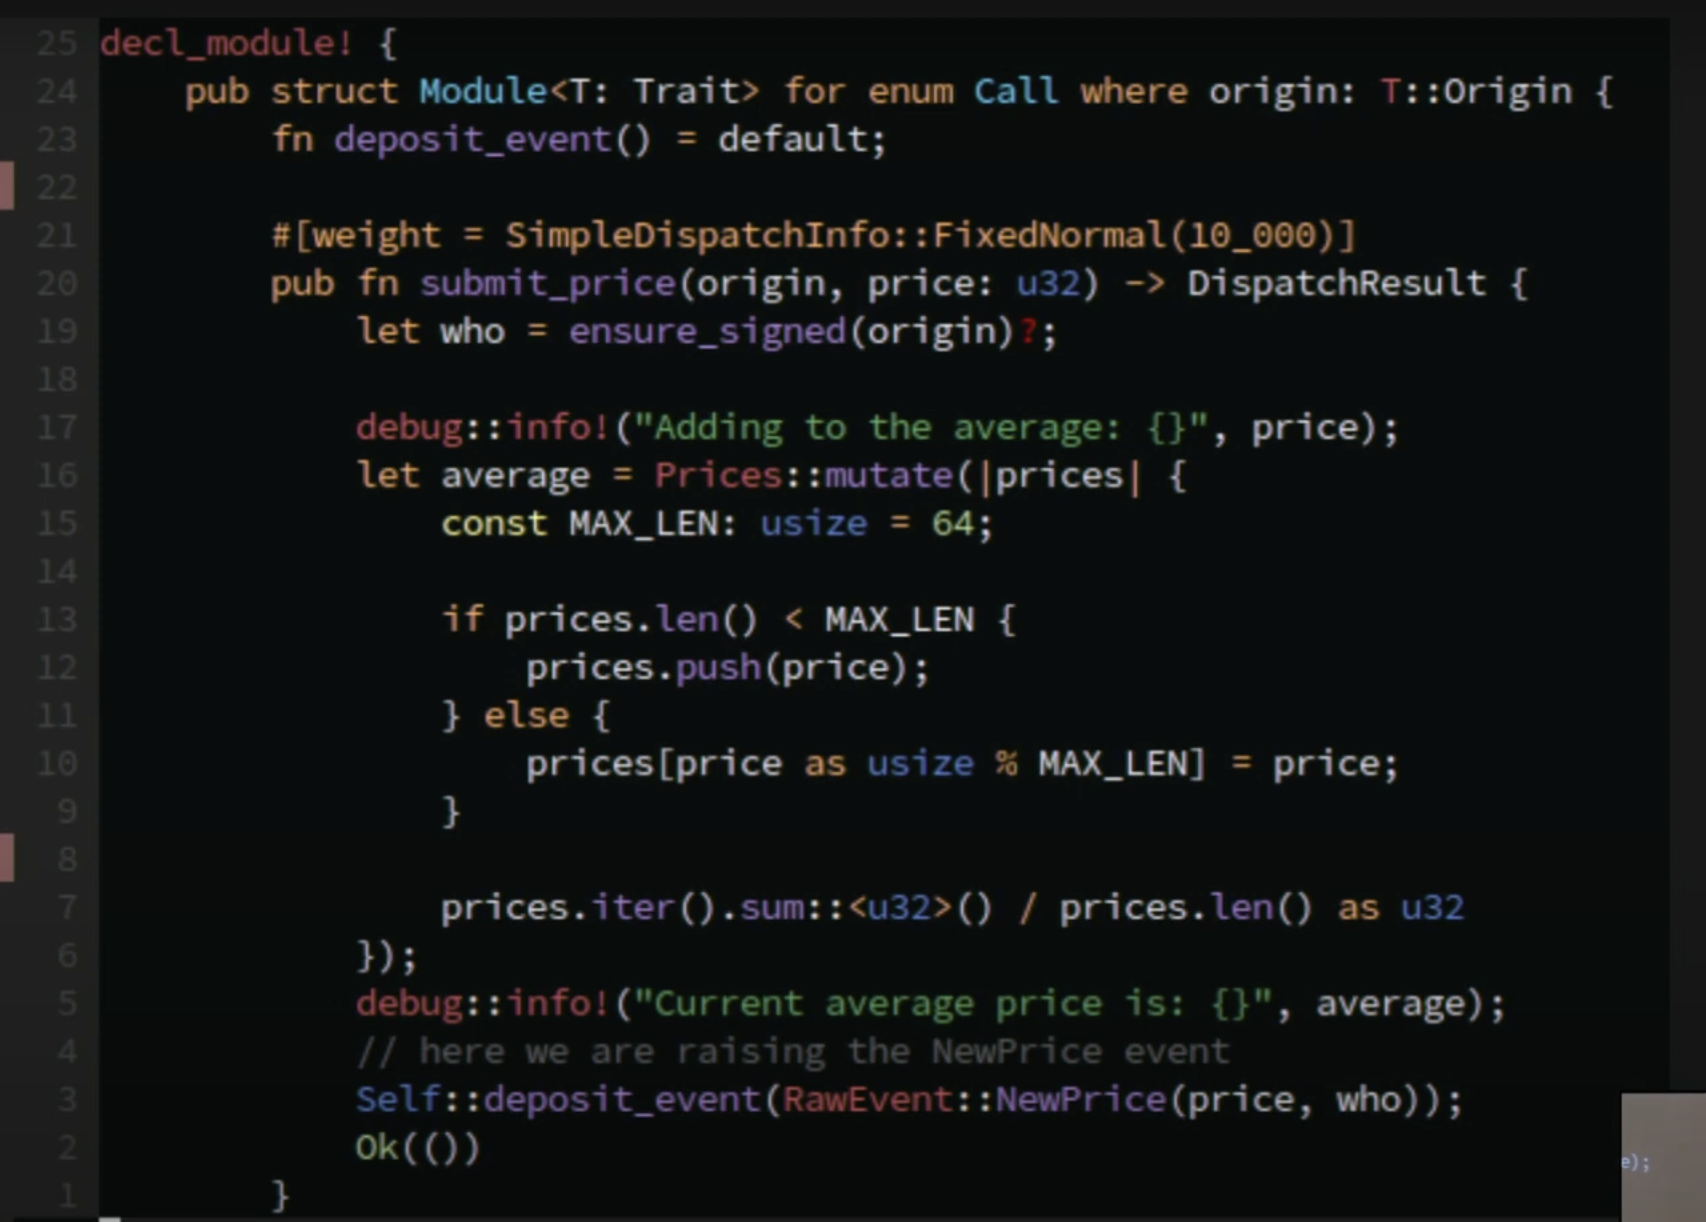 25 decl_module! {
24 pub struct Module<T: Trait> for enum Call where origin: T::Origin {
23 fn deposit_event() = default;
22
21 #[weight = SimpleDispatchInfo::FixedNormal(10_000)]
20 pub fn submit_price(origin, price: u32) -> DispatchResult {
19 let who = ensure_signed(origin)?;
18
17 debug::info!("Adding to the average: {}", price);
16 let average = Prices::mutate(|prices| {
15 const MAX_LEN: usize = 64;
14
13 if prices.len() < MAX_LEN {
12 prices.push(price);
11 } else {
10 prices[price as usize % MAX_LEN] = price;
9 }
8
7 prices.iter().sum::<u32>() / prices.len() as u32
6 });
5 debug::info!("Current average price is: {}", average);
4 // here we are raising the NewPrice event
3 Self::deposit_event(RawEvent::NewPrice(price, who));
2 Ok(())
1 }
e);